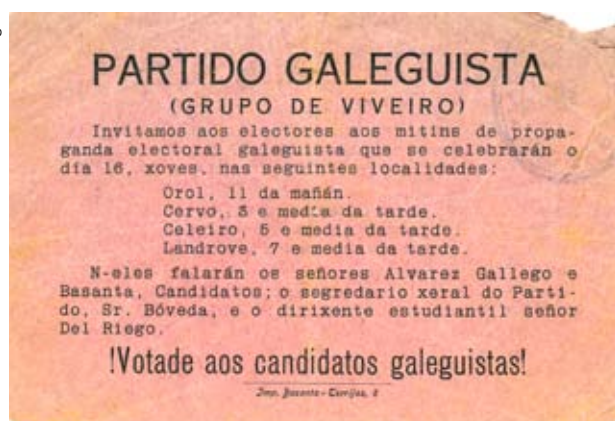 PARTIDO GALEGUISTA
(GRUPO DE VIVEIRO)
Invitamos aos electores aos mitins de propa-
ganda electoral galeguista que se celebrarán o
día 16, xoves, nas seguintes localidades:
Orol, 11 da mañán.
Cervo, 3 e media da tarde.
Celeiro, 5 e media da tarde.
Landrove, 7 e media da tarde.
N-eles falarán os señores Alvarez Gallego e
Basanta, Candidatos; o segredario xeral do Parti-
do, Sr. Bóveda, e o dirixente estudiantil señor
Del Riego.
!Votade aos candidatos galeguistas!
Imp. Basanta-Torrijos, 2